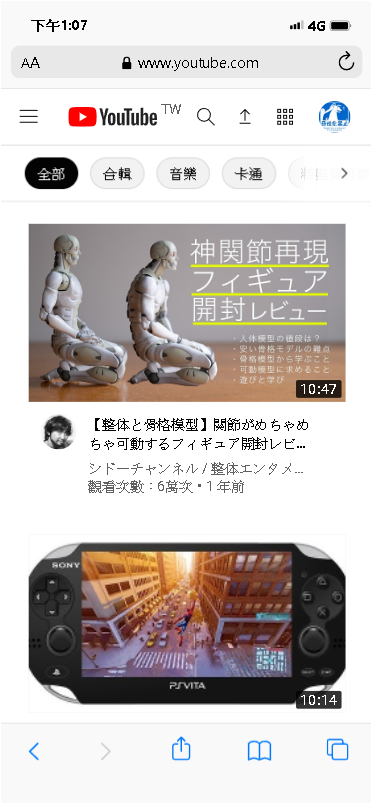 下午1:07
4G
AA
www.youtube.com
YouTube TW
全部
合輯
音樂
卡通
神関節再現
フィギュア
開封レビュー
・人体模型の値段は?
・安い骨格モデルの難点
・骨格模型から学ぶこと
・可動模型に求めること
・遊びと学び
10:47
【整体と骨格模型】関節がめちゃめ
ちゃ可動するフィギュア開封レビ...
シドーチャンネル / 整体エンタメ...
觀看次數：6萬次・1 年前
SONY
PSVITA
10:14